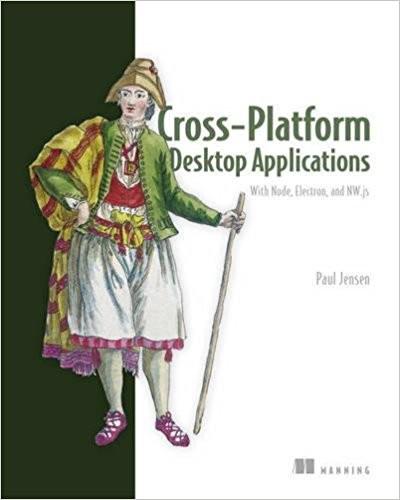 Cross-Platform
Desktop Applications
With Node, Electron, and NW.js
Paul Jensen
MANNING